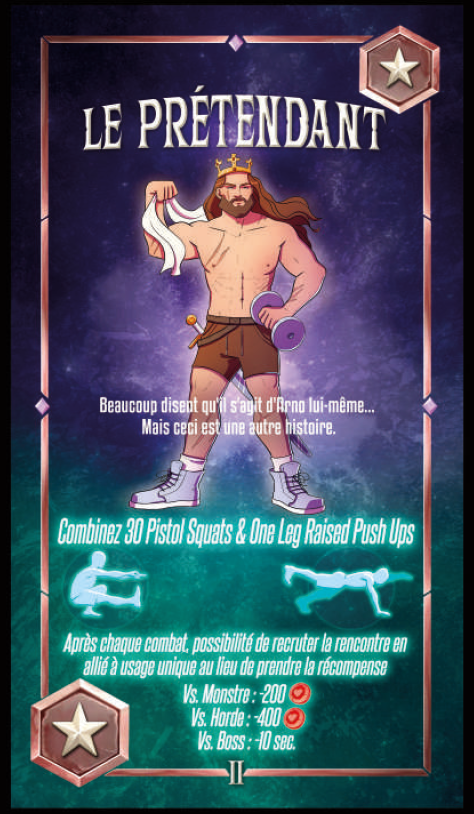 LE PRÉTENDANT
Beaucoup disent qu'il s'agit d'Arno lui-même...
Mais ceci est une autre histoire.
Combinez 30 Pistol Squats & One Leg Raised Push Ups
Après chaque combat, possibilité de recruter la rencontre en
allié à usage unique au lieu de prendre la récompense
Vs. Monstre : -200
Vs. Horde : -400
Vs. Boss : -10 sec.
II